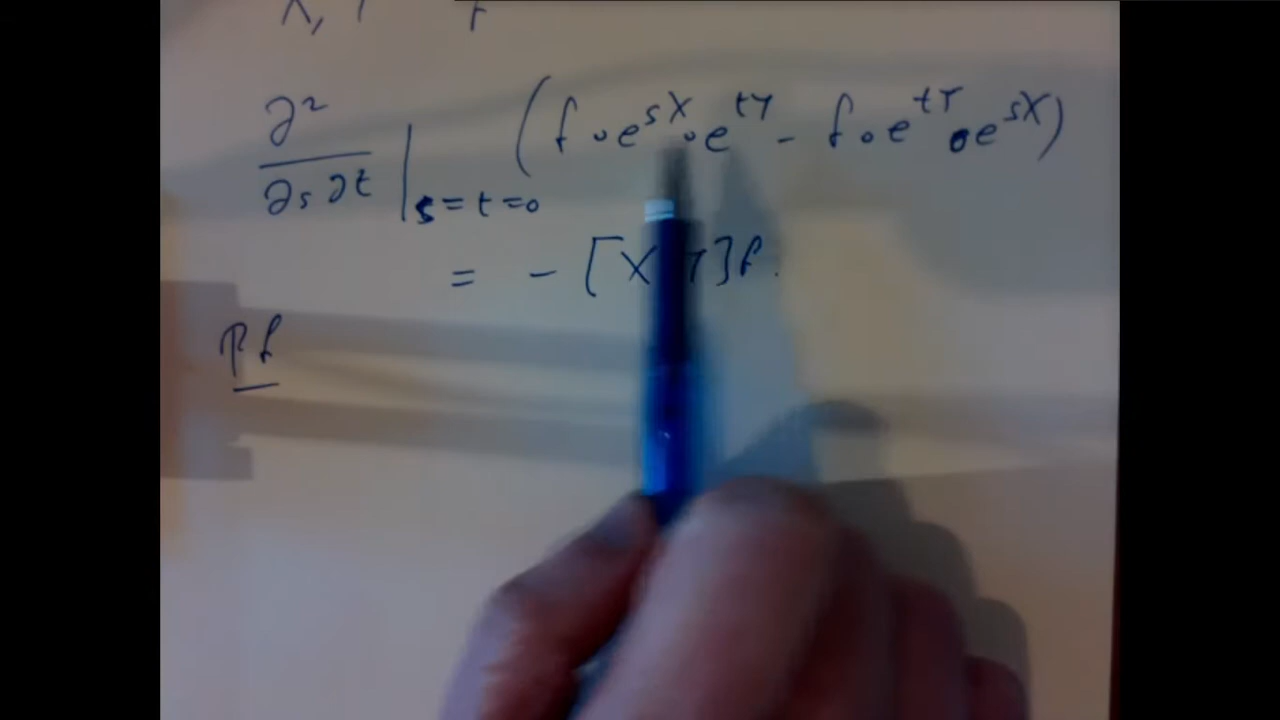 X,
∂²/∂s∂t |s=t=0 (f∘e^{sX}∘e^{tY} - f∘e^{tY}∘e^{sX})
= - [X Y]f.
Pf